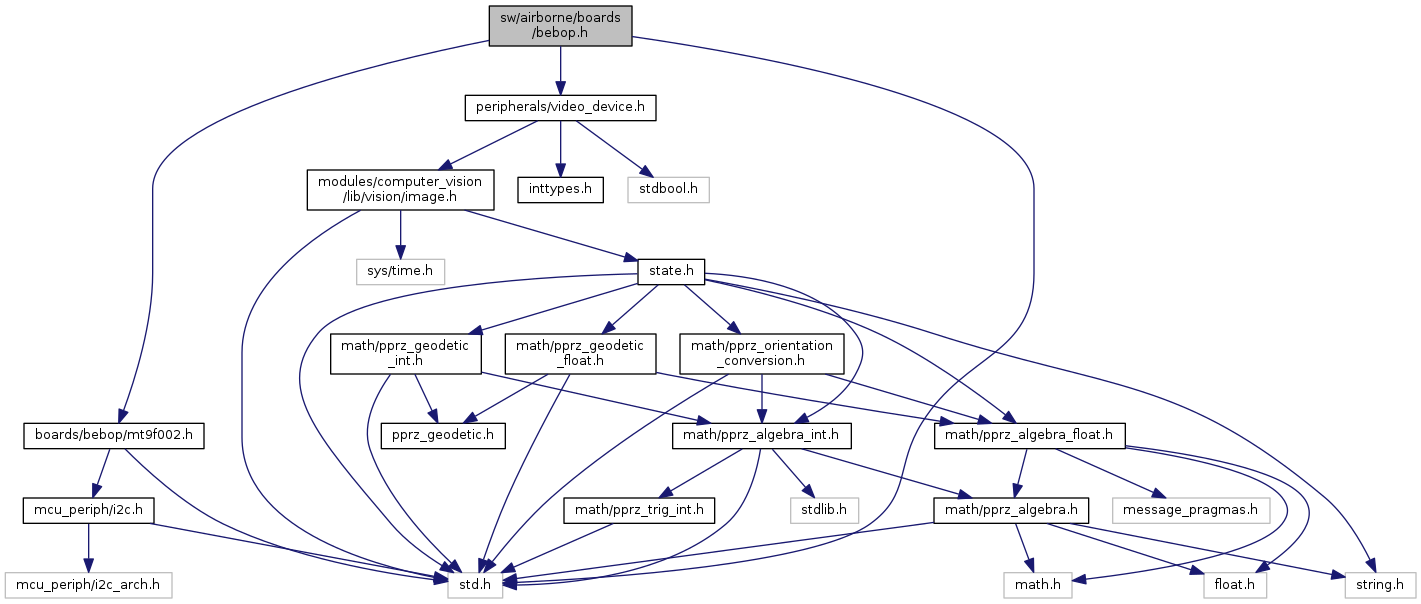 sw/airborne/boards
/bebop.h
peripherals/video_device.h
modules/computer_vision
/lib/vision/image.h
inttypes.h
stdbool.h
sys/time.h
state.h
math/pprz_geodetic
_int.h
math/pprz_geodetic
_float.h
math/pprz_orientation
_conversion.h
boards/bebop/mt9f002.h
pprz_geodetic.h
math/pprz_algebra_int.h
math/pprz_algebra_float.h
mcu_periph/i2c.h
math/pprz_trig_int.h
stdlib.h
math/pprz_algebra.h
message_pragmas.h
mcu_periph/i2c_arch.h
std.h
math.h
float.h
string.h